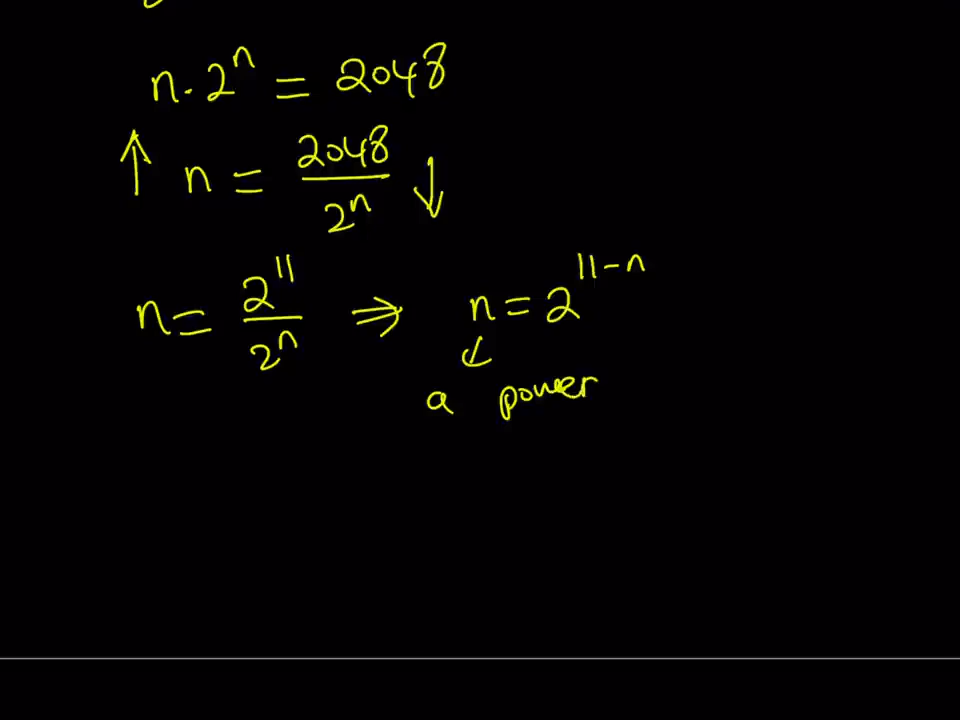 n · 2^n = 2048
↑ n = 2048/2^n ↓
n = 2^11/2^n ⇒ n = 2^(11-n)
↙
a power